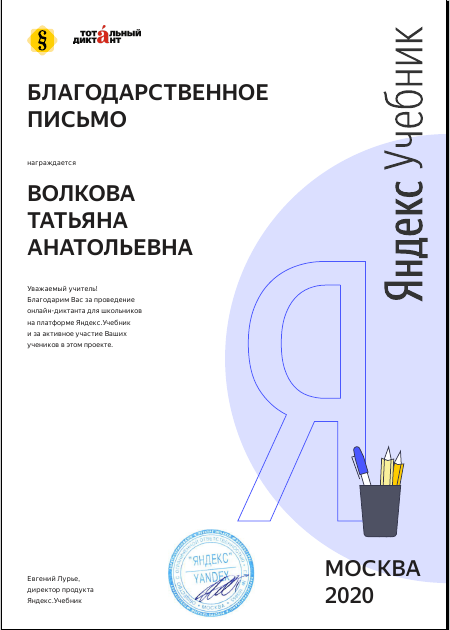 §
тотальный
диктант
БЛАГОДАРСТВЕННОЕ
ПИСЬМО
награждается
ВОЛКОВА
ТАТЬЯНА
АНАТОЛЬЕВНА
Уважаемый учитель!
Благодарим Вас за проведение
онлайн-диктанта для школьников
на платформе Яндекс.Учебник
и за активное участие Ваших
учеников в этом проекте.
Яндекс Учебник
Я
"ЯНДЕКС"
YANDEX
МОСКВА
Евгений Лурье,
директор продукта
Яндекс.Учебник
МОСКВА
2020